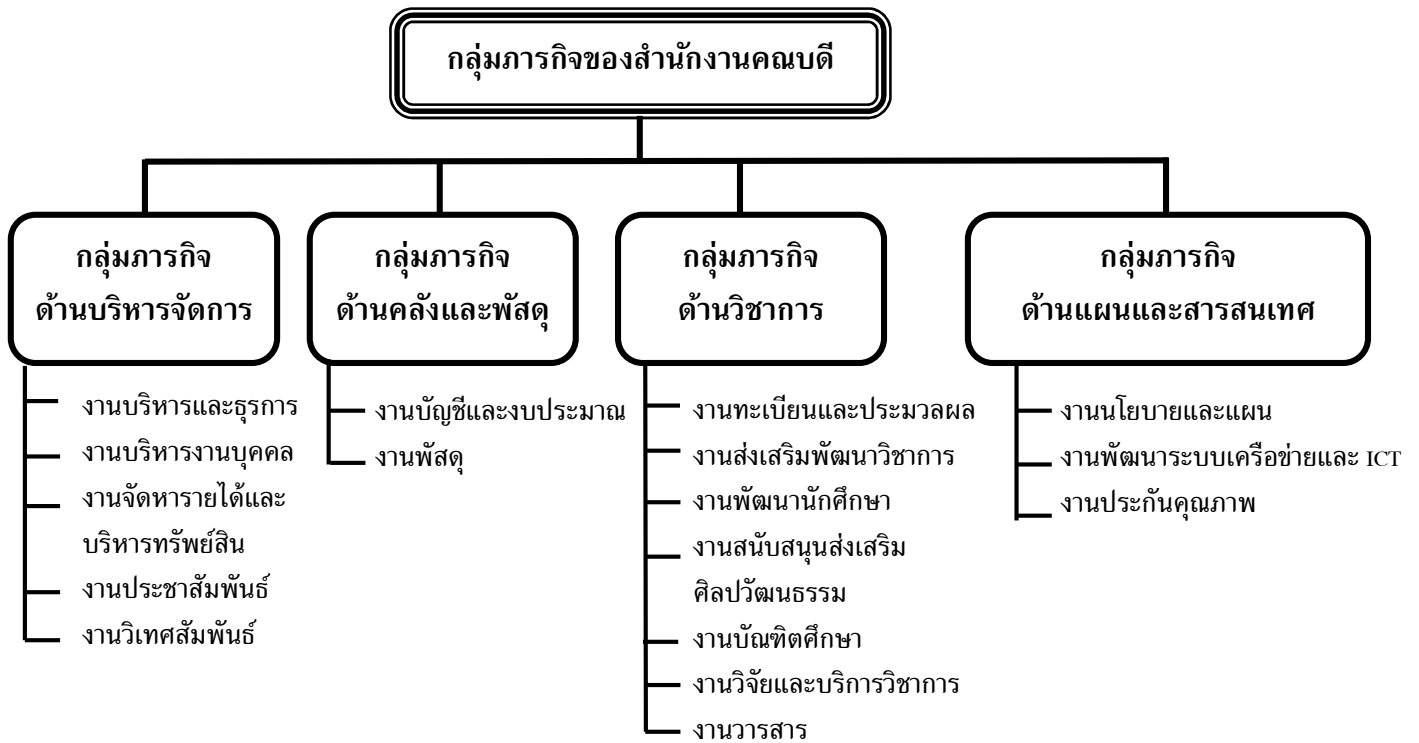 กลุ่มภารกิจของสำนักงานคณบดี
กลุ่มภารกิจ
ด้านบริหารจัดการ
งานบริหารและธุรการ
งานบริหารงานบุคคล
งานจัดหารายได้และ
บริหารทรัพย์สิน
งานประชาสัมพันธ์
งานวิเทศสัมพันธ์
กลุ่มภารกิจ
ด้านคลังและพัสดุ
งานบัญชีและงบประมาณ
งานพัสดุ
กลุ่มภารกิจ
ด้านวิชาการ
งานทะเบียนและประมวลผล
งานส่งเสริมพัฒนาวิชาการ
งานพัฒนานักศึกษา
งานสนับสนุนส่งเสริม
ศิลปวัฒนธรรม
งานบัณฑิตศึกษา
งานวิจัยและบริการวิชาการ
งานวารสาร
กลุ่มภารกิจ
ด้านแผนและสารสนเทศ
งานนโยบายและแผน
งานพัฒนาระบบเครือข่ายและ ICT
งานประกันคุณภาพ